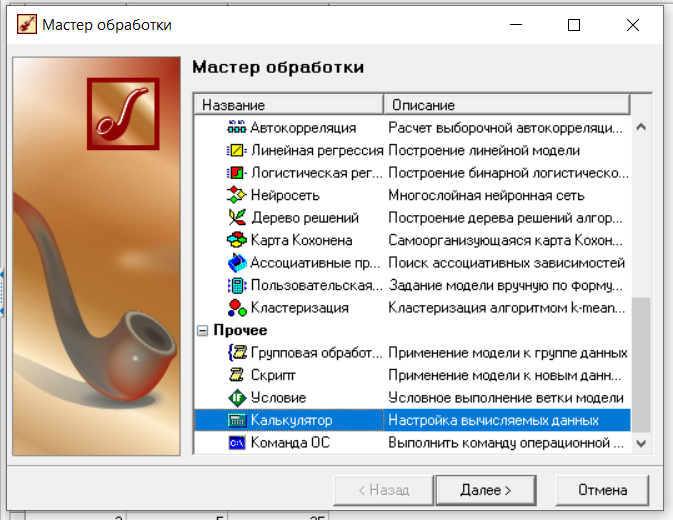 Мастер обработки
Мастер обработки
Название Описание
Автокорреляция Расчет выборочной автокорреляци...
Линейная регрессия Построение линейной модели
Логистическая рег... Построение бинарной логистическо...
Нейросеть Многослойная нейронная сеть
Дерево решений Построение дерева решений алгор...
Карта Кохонена Самоорганизующаяся карта Кохон...
Ассоциативные пр... Поиск ассоциативных зависимостей
Пользовательская... Задание модели вручную по форму...
Кластеризация Кластеризация алгоритмом k-mean...
Прочее
Групповая обработ... Применение модели к группе данных
Скрипт Применение модели к новым данн...
Условие Условное выполнение ветки модели
Калькулятор Настройка вычисляемых данных
Команда ОС Выполнить команду операционной ...
< Назад Далее > Отмена